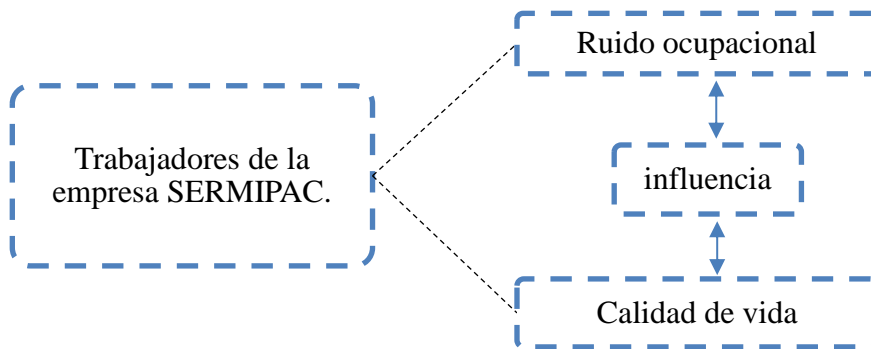 Ruido ocupacional
Trabajadores de la
empresa SERMIPAC.
influencia
Calidad de vida